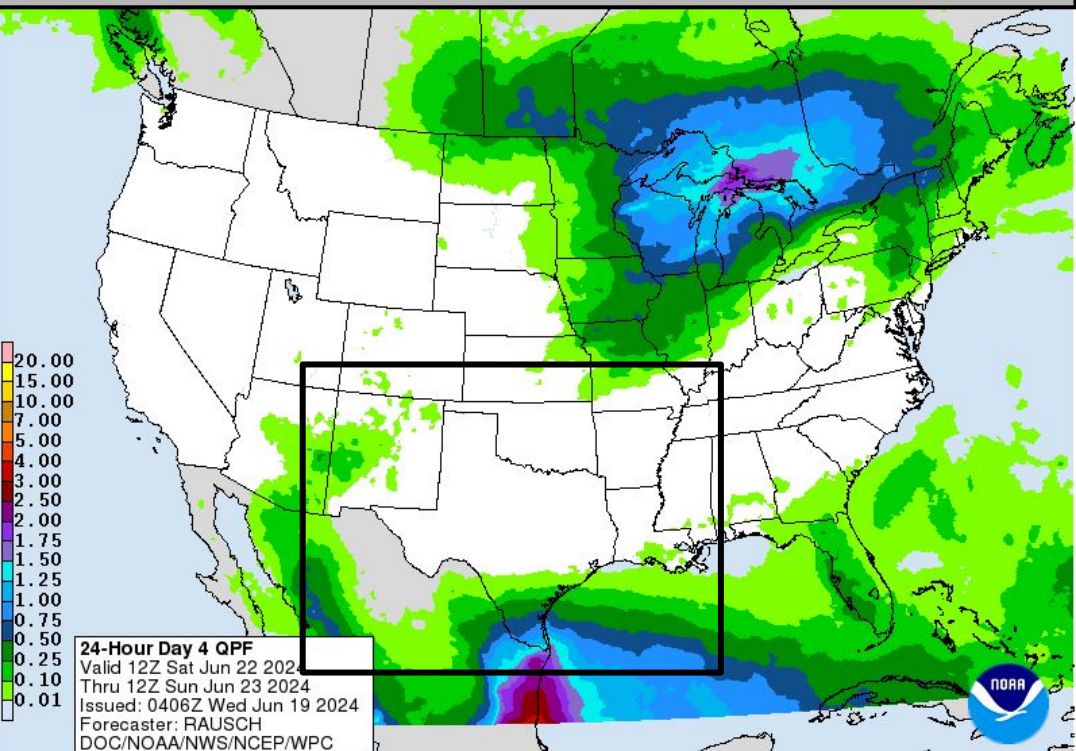 20.00
15.00
10.00
7.00
5.00
4.00
3.00
2.50
2.00
1.75
1.50
1.25
1.00
0.75
0.50
0.25
0.10
0.01
24-Hour Day 4 QPF
Valid 12Z Sat Jun 22 2024
Thru 12Z Sun Jun 23 2024
Issued: 0406Z Wed Jun 19 2024
Forecaster: RAUSCH
DOC/NOAA/NWS/NCEP/WPC
NOAA